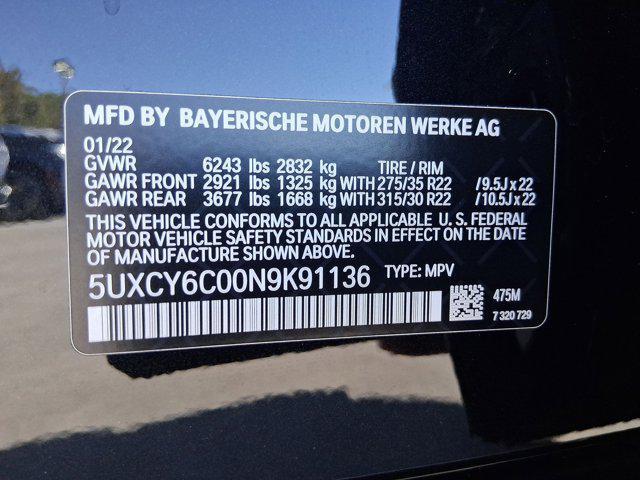 MFD BY BAYERISCHE MOTOREN WERKE AG
01/22
GVWR 6243 lbs 2832 kg TIRE / RIM
GAWR FRONT 2921 lbs 1325 kg WITH 275/35 R22 /9.5J x 22
GAWR REAR 3677 lbs 1668 kg WITH 315/30 R22 /10.5J x 22
THIS VEHICLE CONFORMS TO ALL APPLICABLE U. S. FEDERAL
MOTOR VEHICLE SAFETY STANDARDS IN EFFECT ON THE DATE
OF MANUFACTURE SHOWN ABOVE.
5UXCY6C00N9K91136 TYPE: MPV
475M
7 320 729